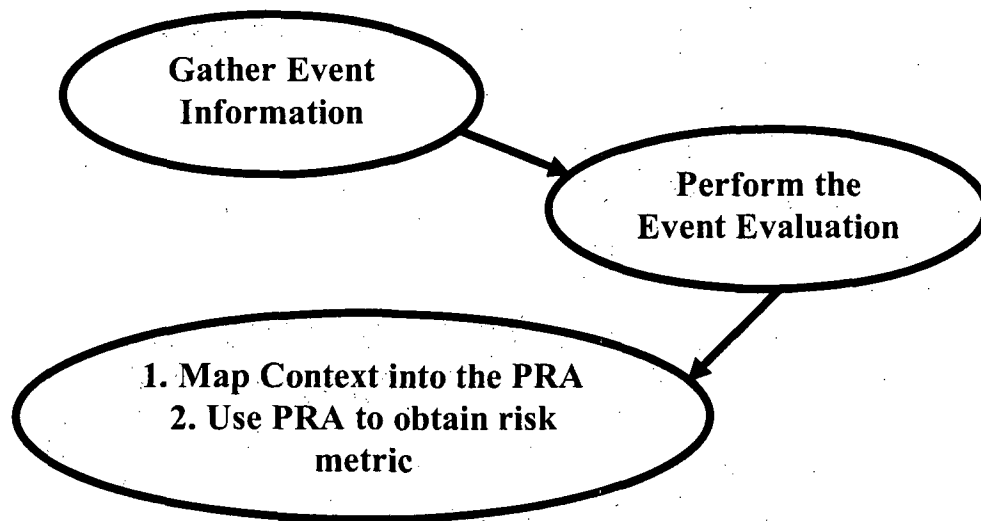 Gather Event
Information
Perform the
Event Evaluation
1. Map Context into the PRA
2. Use PRA to obtain risk
metric